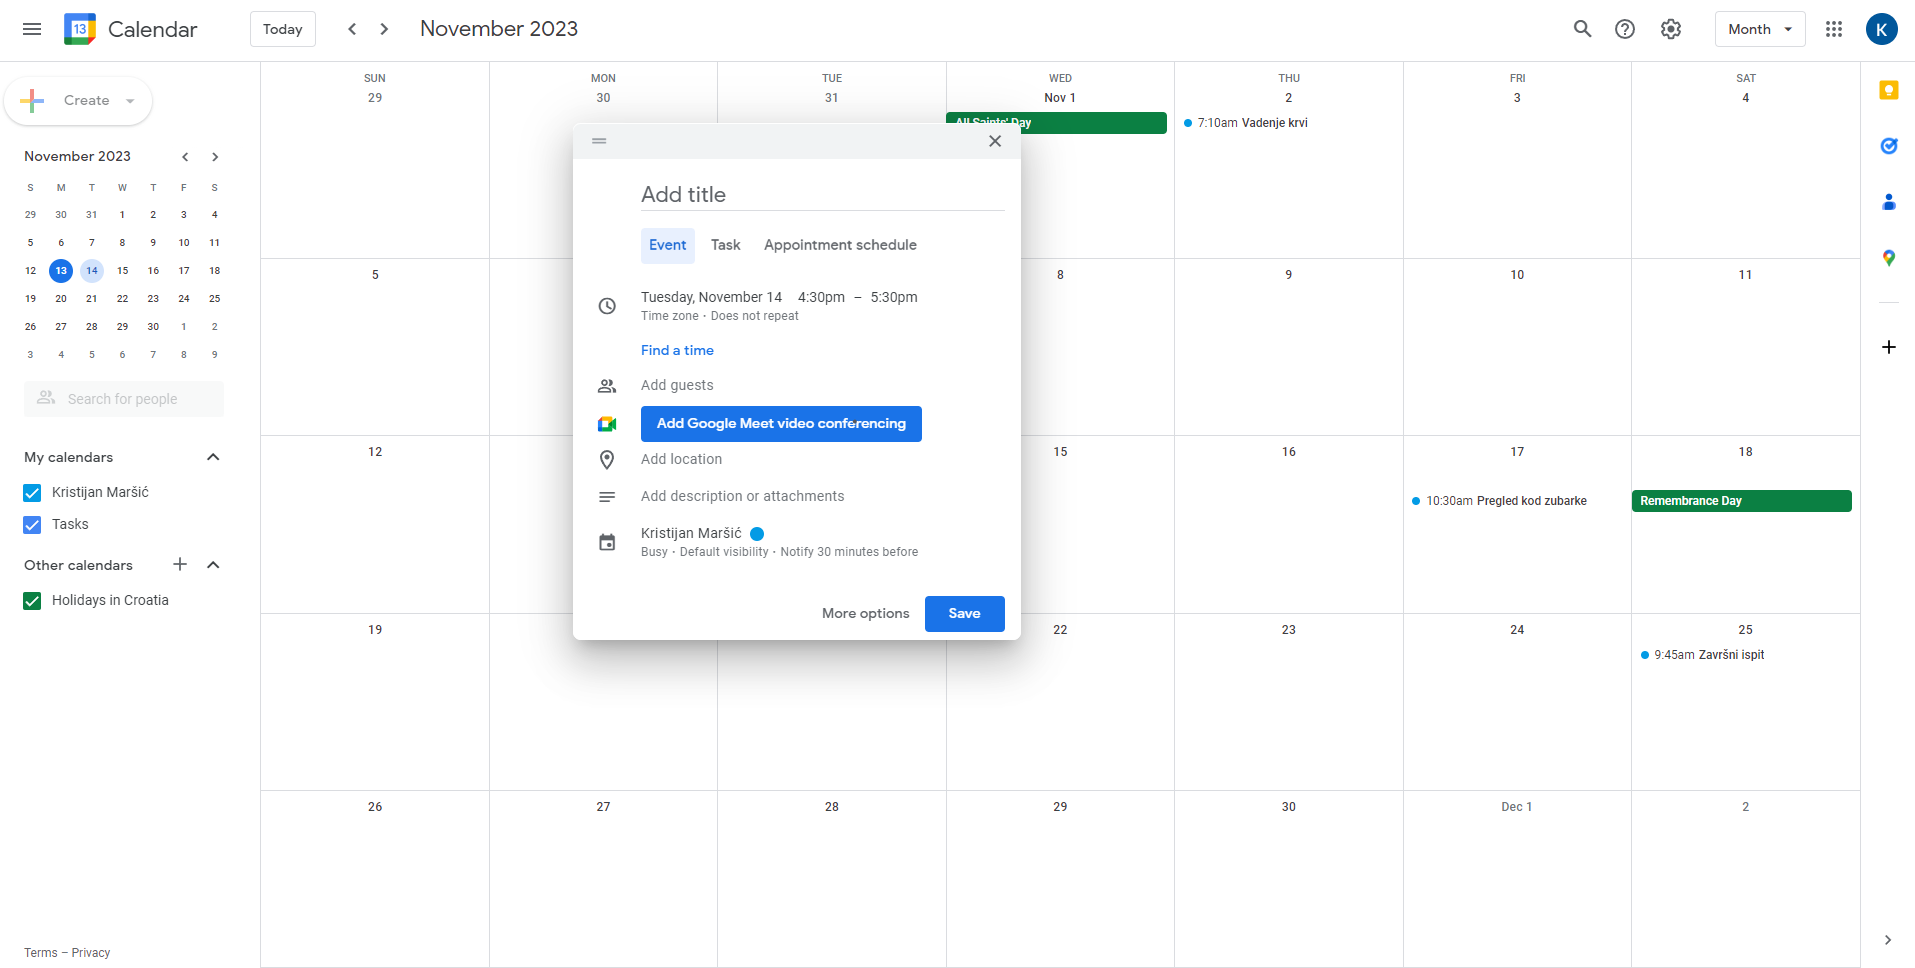 13 Calendar Today November 2023 Month K
Create
November 2023
S M T W T F S
29 30 31 1 2 3 4
5 6 7 8 9 10 11
12 13 14 15 16 17 18
19 20 21 22 23 24 25
26 27 28 29 30 1 2
3 4 5 6 7 8 9
Search for people
My calendars
Kristijan Maršić
Tasks
Other calendars
Holidays in Croatia
Terms – Privacy
SUN MON TUE WED THU FRI SAT
29 30 31 Nov 1 2 3 4
All Saints' Day
7:10am Vadenje krvi
5 8 9 10 11
12 15 16 17 18
10:30am Pregled kod zubarke
Remembrance Day
19 22 23 24 25
9:45am Završni ispit
26 27 28 29 30 Dec 1 2
Add title
Event Task Appointment schedule
Tuesday, November 14 4:30pm – 5:30pm
Time zone · Does not repeat
Find a time
Add guests
Add Google Meet video conferencing
Add location
Add description or attachments
Kristijan Maršić
Busy · Default visibility · Notify 30 minutes before
More options Save